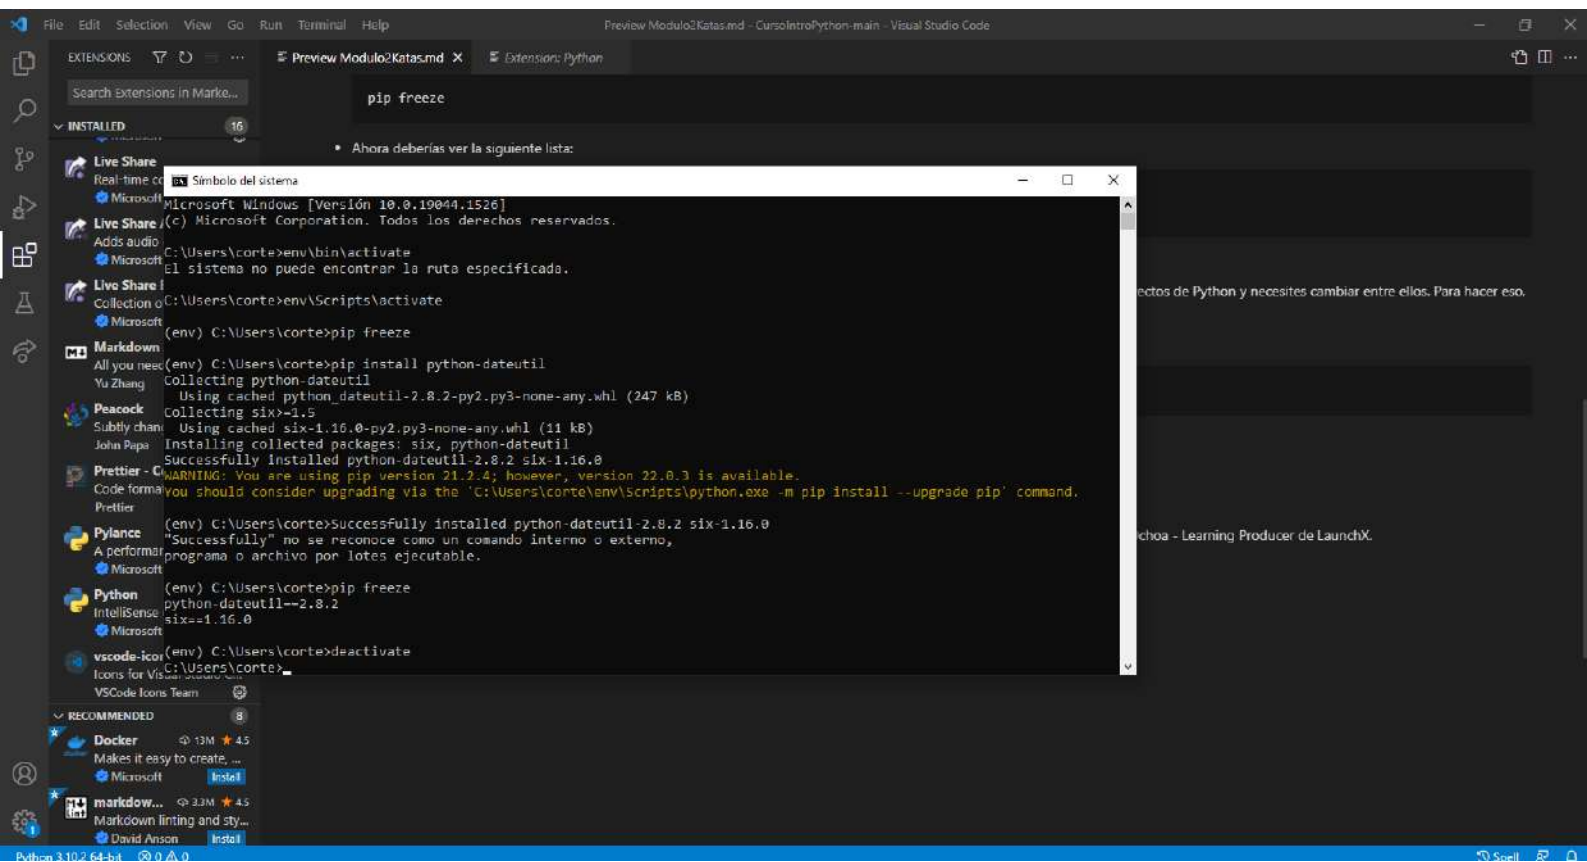 File Edit Selection View Go Run Terminal Help
Preview Modulo2Katas.md - CursoIntroPython-main - Visual Studio Code
EXTENSIONS
Preview Modulo2Katas.md
Extension: Python
Search Extensions in Marke...
INSTALLED 16
pip freeze
• Ahora deberías ver la siguiente lista:
Live Share
Real-time co
Microsoft
Live Share
Adds audio
Microsoft
Live Share
Collection o
Microsoft
Markdown
All you need
Yu Zhang
Peacock
Subtly chan
John Papa
Prettier - C
Code forma
Prettier
Pylance
A performan
Microsoft
Python
IntelliSense
Microsoft
vscode-icon
Icons for
VSCode Icons Team
RECOMMENDED 8
Docker 13M 4.5
Makes it easy to create, ...
Microsoft Install
markdow... 3.3M 4.5
Markdown linting and sty...
David Anson Install
Símbolo del sistema
Microsoft Windows [Versión 10.0.19044.1526]
(c) Microsoft Corporation. Todos los derechos reservados.
C:\Users\corte>env\bin\activate
El sistema no puede encontrar la ruta especificada.
C:\Users\corte>env\Scripts\activate
(env) C:\Users\corte>pip freeze
(env) C:\Users\corte>pip install python-dateutil
Collecting python-dateutil
Using cached python_dateutil-2.8.2-py2.py3-none-any.whl (247 kB)
Collecting six>=1.5
Using cached six-1.16.0-py2.py3-none-any.whl (11 kB)
Installing collected packages: six, python-dateutil
Successfully installed python-dateutil-2.8.2 six-1.16.0
WARNING: You are using pip version 21.2.4; however, version 22.0.3 is available.
You should consider upgrading via the 'C:\Users\corte\env\Scripts\python.exe -m pip install --upgrade pip' command.
(env) C:\Users\corte>Successfully installed python-dateutil-2.8.2 six-1.16.0
"Successfully" no se reconoce como un comando interno o externo,
programa o archivo por lotes ejecutable.
(env) C:\Users\corte>pip freeze
python-dateutil==2.8.2
six==1.16.0
(env) C:\Users\corte>deactivate
C:\Users\corte>
ectos de Python y necesites cambiar entre ellos. Para hacer eso.
choa - Learning Producer de LaunchX.
Python 3.10.2 64-bit 0 0
Spell